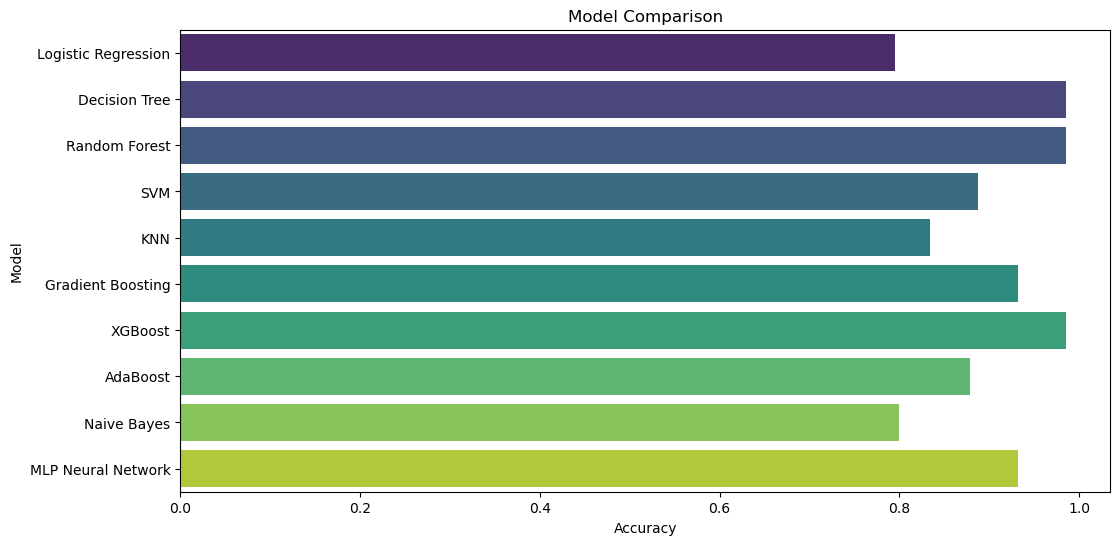 Model Comparison
Logistic Regression
Decision Tree
Random Forest
SVM
KNN
Gradient Boosting
XGBoost
AdaBoost
Naive Bayes
MLP Neural Network
Model
0.0 0.2 0.4 0.6 0.8 1.0
Accuracy